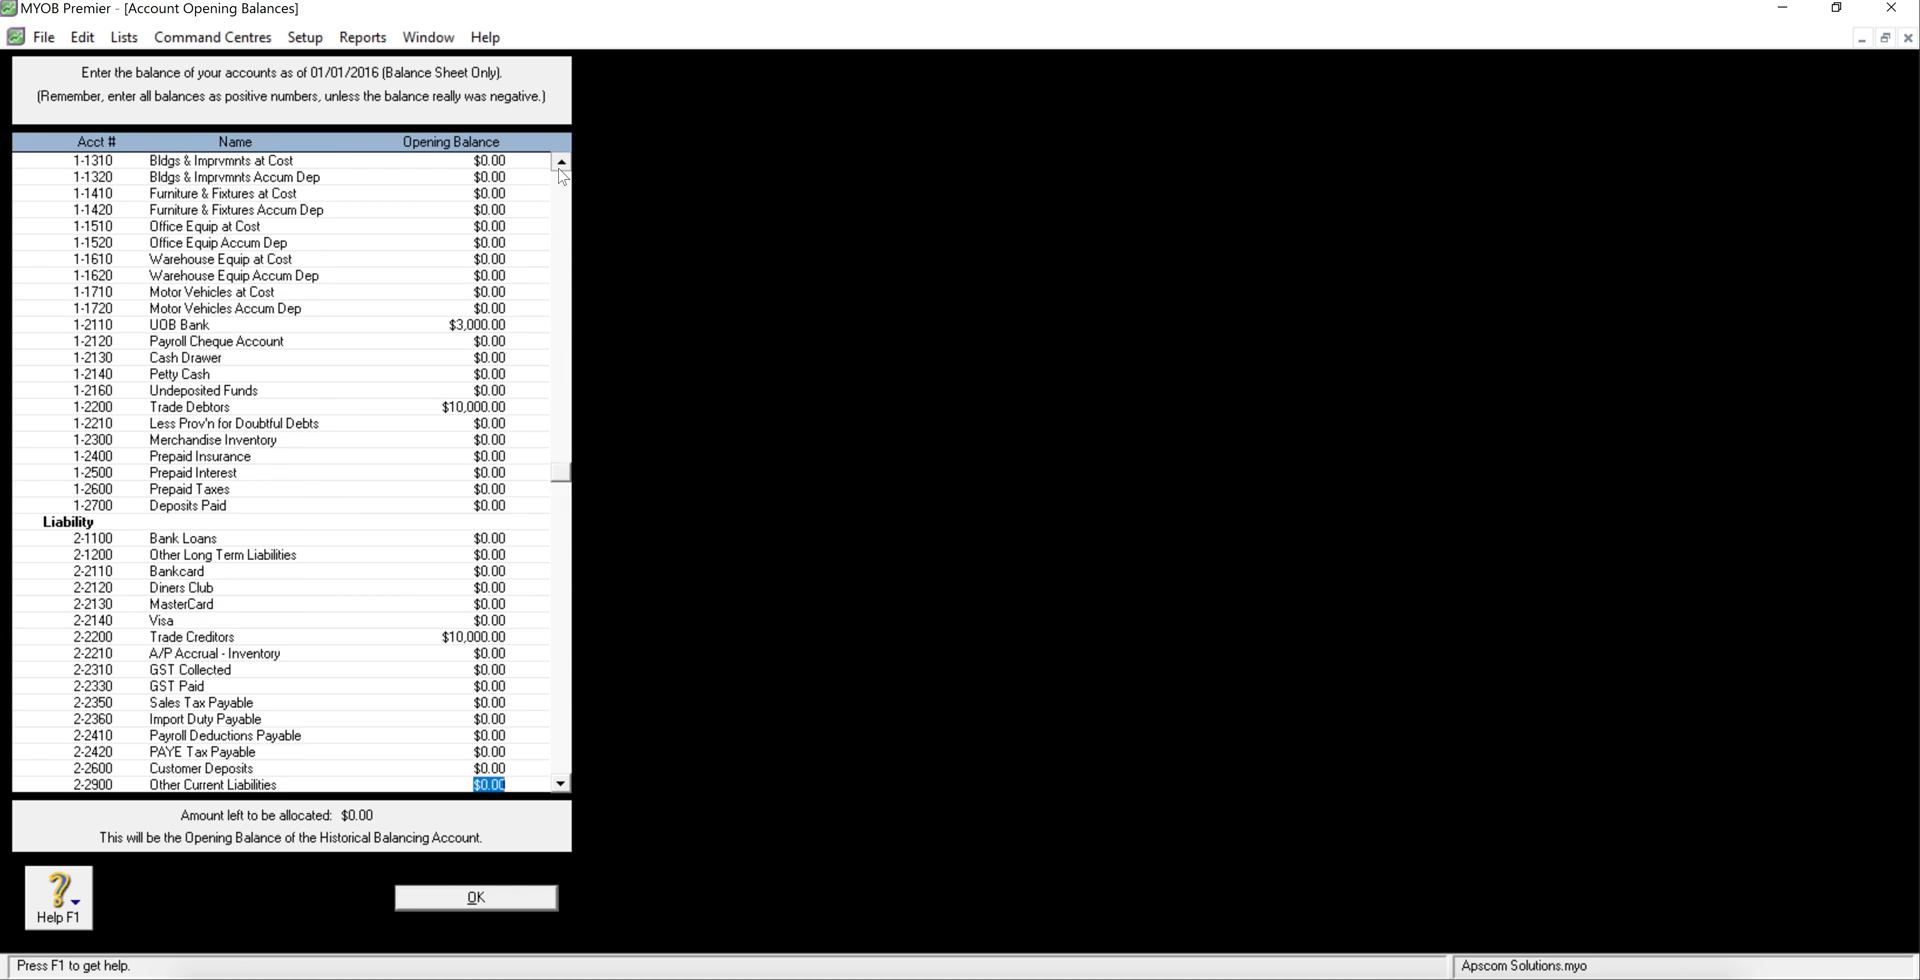 MYOB Premier - [Account Opening Balances]
File Edit Lists Command Centres Setup Reports Window Help
Enter the balance of your accounts as of 01/01/2016 (Balance Sheet Only).
(Remember, enter all balances as positive numbers, unless the balance really was negative.)
Acct # Name Opening Balance
1-1310 Bldgs & Imprvmnts at Cost $0.00
1-1320 Bldgs & Imprvmnts Accum Dep $0.00
1-1410 Furniture & Fixtures at Cost $0.00
1-1420 Furniture & Fixtures Accum Dep $0.00
1-1510 Office Equip at Cost $0.00
1-1520 Office Equip Accum Dep $0.00
1-1610 Warehouse Equip at Cost $0.00
1-1620 Warehouse Equip Accum Dep $0.00
1-1710 Motor Vehicles at Cost $0.00
1-1720 Motor Vehicles Accum Dep $0.00
1-2110 UOB Bank $3,000.00
1-2120 Payroll Cheque Account $0.00
1-2130 Cash Drawer $0.00
1-2140 Petty Cash $0.00
1-2160 Undeposited Funds $0.00
1-2200 Trade Debtors $10,000.00
1-2210 Less Prov'n for Doubtful Debts $0.00
1-2300 Merchandise Inventory $0.00
1-2400 Prepaid Insurance $0.00
1-2500 Prepaid Interest $0.00
1-2600 Prepaid Taxes $0.00
1-2700 Deposits Paid $0.00
Liability
2-1100 Bank Loans $0.00
2-1200 Other Long Term Liabilities $0.00
2-2110 Bankcard $0.00
2-2120 Diners Club $0.00
2-2130 MasterCard $0.00
2-2140 Visa $0.00
2-2200 Trade Creditors $10,000.00
2-2210 A/P Accrual - Inventory $0.00
2-2310 GST Collected $0.00
2-2330 GST Paid $0.00
2-2350 Sales Tax Payable $0.00
2-2360 Import Duty Payable $0.00
2-2410 Payroll Deductions Payable $0.00
2-2420 PAYE Tax Payable $0.00
2-2600 Customer Deposits $0.00
2-2900 Other Current Liabilities $0.00
Amount left to be allocated: $0.00
This will be the Opening Balance of the Historical Balancing Account.
Help F1
OK
Press F1 to get help.
Apscom Solutions.myo